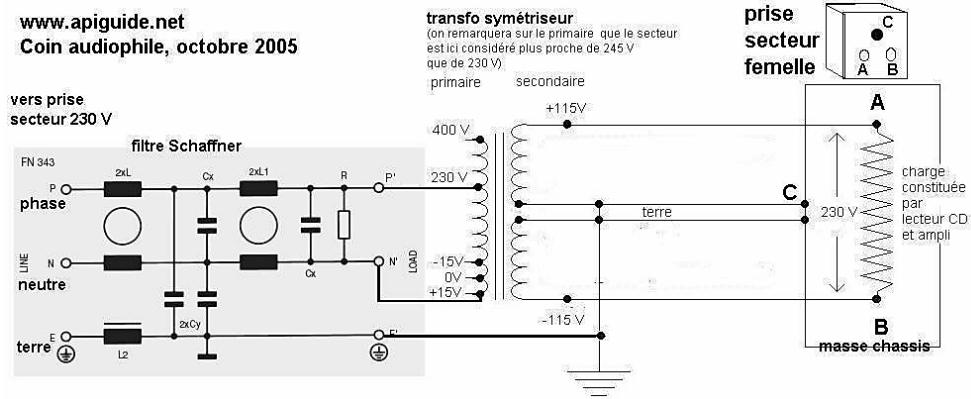 www.apiguide.net
Coin audiophile, octobre 2005
transfo symétriseur
(on remarquera sur le primaire que le secteur
est ici considéré plus proche de 245 V
que de 230 V)
primaire
secondaire
prise
secteur
femelle
C
A
B
vers prise
secteur 230 V
filtre Schaffner
FN 343
P
phase
2xL
Cx
2xL1
R
P'
LINE
N
neutre
Cx
N'
LOAD
2xCy
E
terre
L2
E'
400 V
230 V
-15V
0V
+15V
+115V
terre
-115 V
C
A
230 V
charge
constituée
par
lecteur CD
et ampli
B
masse chassis